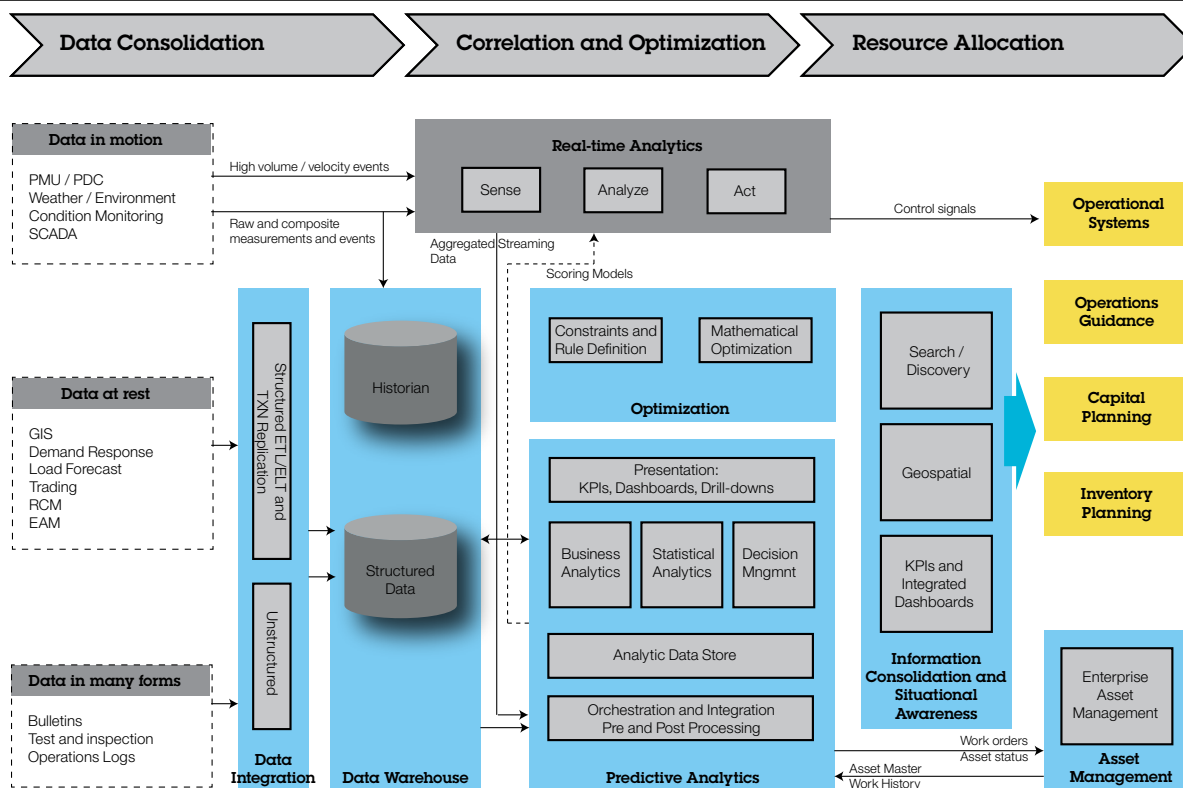 Data Consolidation
Correlation and Optimization
Resource Allocation
Data in motion
PMU / PDC
Weather / Environment
Condition Monitoring
SCADA
High volume / velocity events
Raw and composite
measurements and events
Real-time Analytics
Sense
Analyze
Act
Control signals
Aggregated Streaming
Data
Scoring Models
Operational
Systems
Operations
Guidance
Capital
Planning
Inventory
Planning
Data at rest
GIS
Demand Response
Load Forecast
Trading
RCM
EAM
Structured ETL/ELT and
TXN Replication
Unstructured
Data
Integration
Historian
Structured
Data
Data Warehouse
Constraints and
Rule Definition
Mathematical
Optimization
Optimization
Presentation:
KPIs, Dashboards, Drill-downs
Business
Analytics
Statistical
Analytics
Decision
Mngmnt
Analytic Data Store
Orchestration and Integration
Pre and Post Processing
Predictive Analytics
Search /
Discovery
Geospatial
KPIs and
Integrated
Dashboards
Information
Consolidation and
Situational
Awareness
Data in many forms
Bulletins
Test and inspection
Operations Logs
Work orders
Asset status
Asset Master
Work History
Enterprise
Asset
Management
Asset
Management